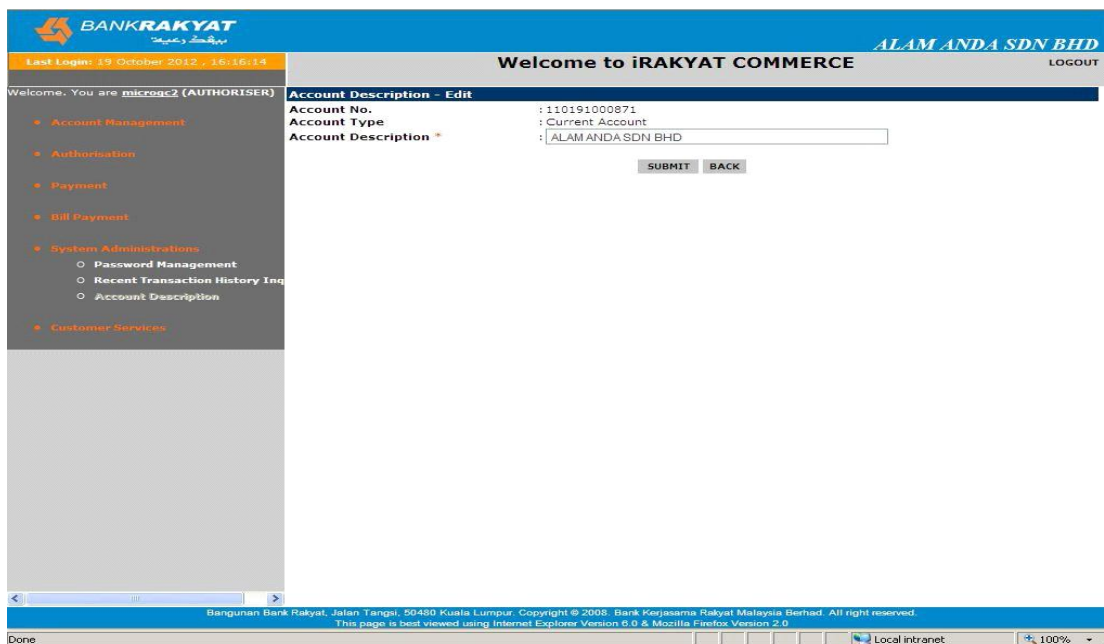 BANKRAKYAT
بيڠک رعية
ALAM ANDA SDN BHD
Last Login: 19 October 2012 , 16:16:14
Welcome to iRAKYAT COMMERCE
LOGOUT
Welcome. You are microqc2 (AUTHORISER)
Account Management
Authorisation
Payment
Bill Payment
System Administrations
Password Management
Recent Transaction History Inq
Account Description
Customer Services
Account Description - Edit
Account No. : 110191000871
Account Type : Current Account
Account Description * : ALAM ANDA SDN BHD
SUBMIT BACK
Bangunan Bank Rakyat, Jalan Tangsi, 50480 Kuala Lumpur. Copyright © 2008. Bank Kerjasama Rakyat Malaysia Berhad. All right reserved.
This page is best viewed using Internet Explorer Version 6.0 & Mozilla Firefox Version 2.0
Done Local intranet 100%